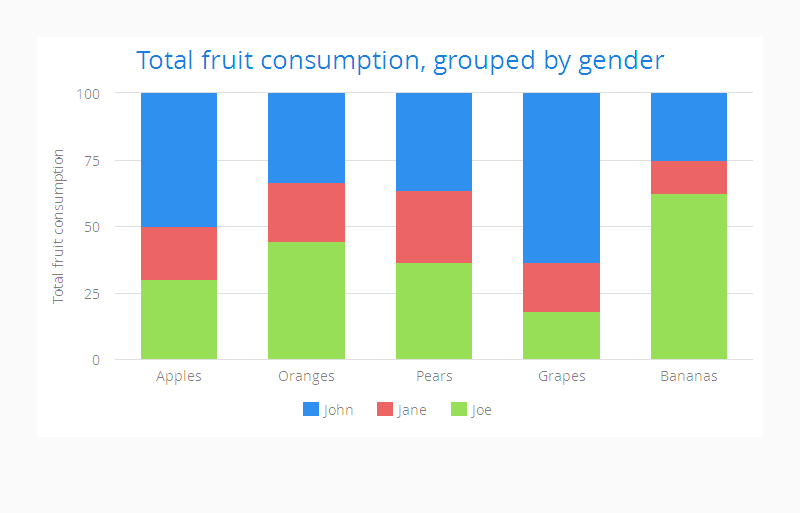 Total fruit consumption, grouped by gender
Total fruit consumption
100
75
50
25
0
Apples Oranges Pears Grapes Bananas
John Jane Joe